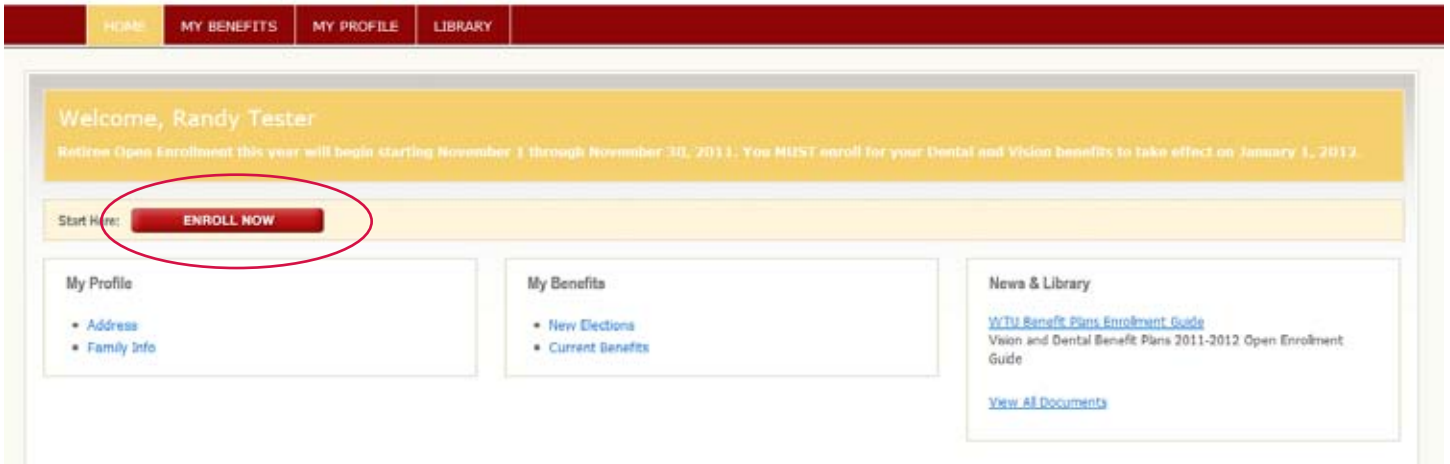 HOME MY BENEFITS MY PROFILE LIBRARY
Welcome, Randy Tester
Retiree Open Enrollment this year will begin starting November 1 through November 30, 2011. You MUST enroll for your Dental and Vision benefits to take effect on January 1, 2012.
Start Here: ENROLL NOW
My Profile
• Address
• Family Info
My Benefits
• New Elections
• Current Benefits
News & Library
WTU Benefit Plans Enrollment Guide
Vision and Dental Benefit Plans 2011-2012 Open Enrollment
Guide
View All Documents